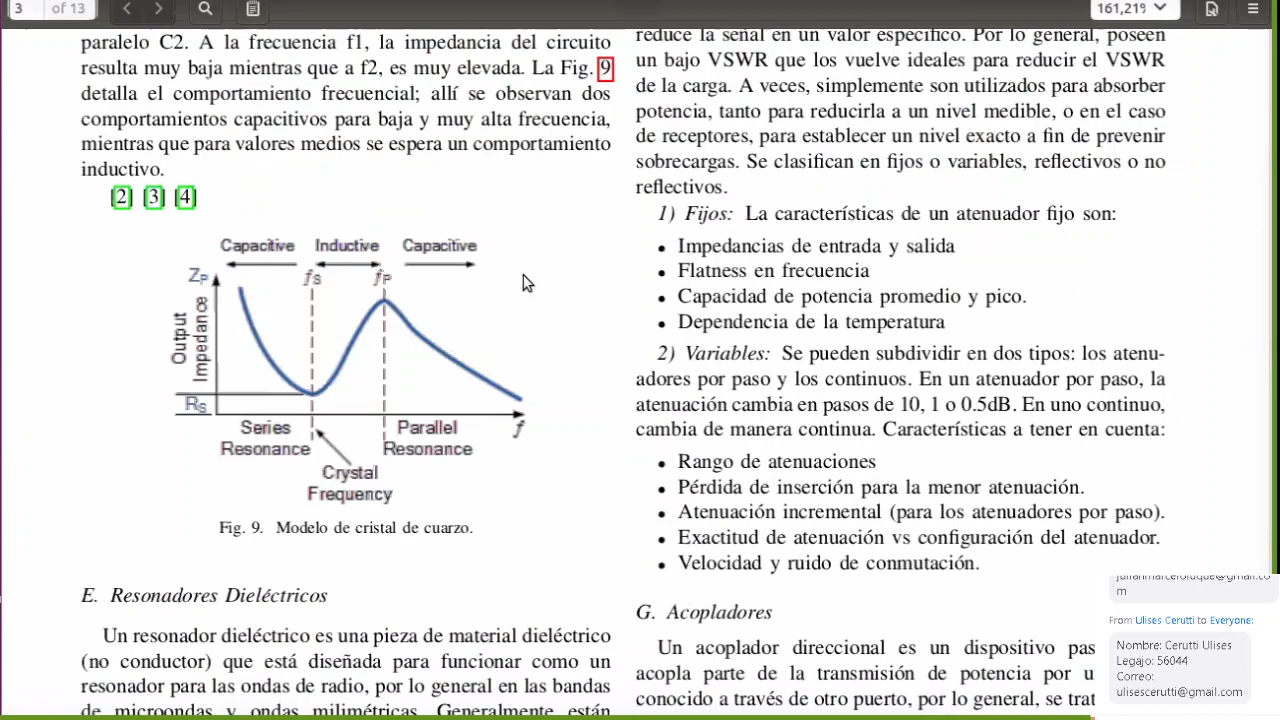 3 of 13
161,21%
paralelo C2. A la frecuencia f1, la impedancia del circuito
resulta muy baja mientras que a f2, es muy elevada. La Fig. 9
detalla el comportamiento frecuencial; allí se observan dos
comportamientos capacitivos para baja y muy alta frecuencia,
mientras que para valores medios se espera un comportamiento
inductivo.
[2] [3] [4]
Capacitive Inductive Capacitive
ZP fS fP
Output
Impedance
RS
Series
Resonance
Parallel
Resonance
f
Crystal
Frequency
Fig. 9. Modelo de cristal de cuarzo.
E. Resonadores Dieléctricos
Un resonador dieléctrico es una pieza de material dieléctrico
(no conductor) que está diseñada para funcionar como un
resonador para las ondas de radio, por lo general en las bandas
de microondas y ondas milimétricas. Generalmente están
reduce la señal en un valor específico. Por lo general, poseen
un bajo VSWR que los vuelve ideales para reducir el VSWR
de la carga. A veces, simplemente son utilizados para absorber
potencia, tanto para reducirla a un nivel medible, o en el caso
de receptores, para establecer un nivel exacto a fin de prevenir
sobrecargas. Se clasifican en fijos o variables, reflectivos o no
reflectivos.
1) Fijos: La características de un atenuador fijo son:
• Impedancias de entrada y salida
• Flatness en frecuencia
• Capacidad de potencia promedio y pico.
• Dependencia de la temperatura
2) Variables: Se pueden subdividir en dos tipos: los atenu-
adores por paso y los continuos. En un atenuador por paso, la
atenuación cambia en pasos de 10, 1 o 0.5dB. En uno continuo,
cambia de manera continua. Características a tener en cuenta:
• Rango de atenuaciones
• Pérdida de inserción para la menor atenuación.
• Atenuación incremental (para los atenuadores por paso).
• Exactitud de atenuación vs configuración del atenuador.
• Velocidad y ruido de conmutación.
G. Acopladores
Un acoplador direccional es un dispositivo pas
acopla parte de la transmisión de potencia por u
conocido a través de otro puerto, por lo general, se trat
m
From Ulises Cerutti to Everyone:
Nombre: Cerutti Ulises
Legajo: 56044
Correo:
ulisescerutti@gmail.com